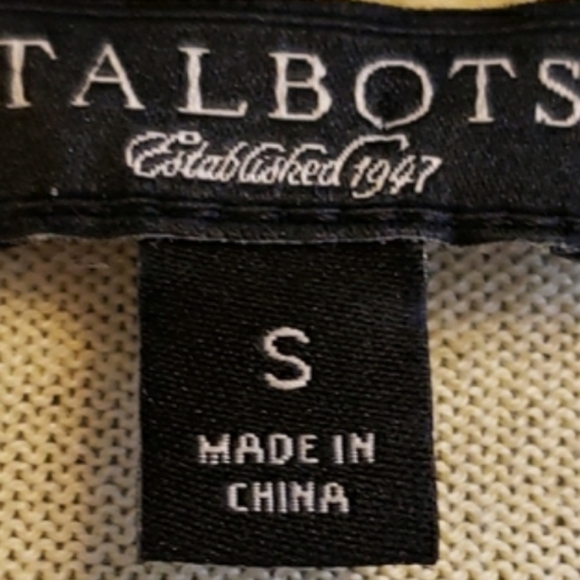 TALBOTS
Established 1947
S
MADE IN
CHINA